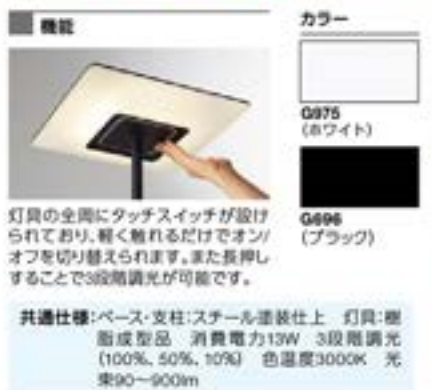 機能
灯具の全周にタッチスイッチが設け
られており、軽く触れるだけでオン/
オフを切り替えられます。また長押し
することで3段階調光が可能です。
カラー
G975
(ホワイト)
G696
(ブラック)
共通仕様:ベース・支柱:スチール塗装仕上 灯具:樹
脂成型品 消費電力13W 3段階調光
(100%、50%、10%) 色温度3000K 光
束90〜900lm